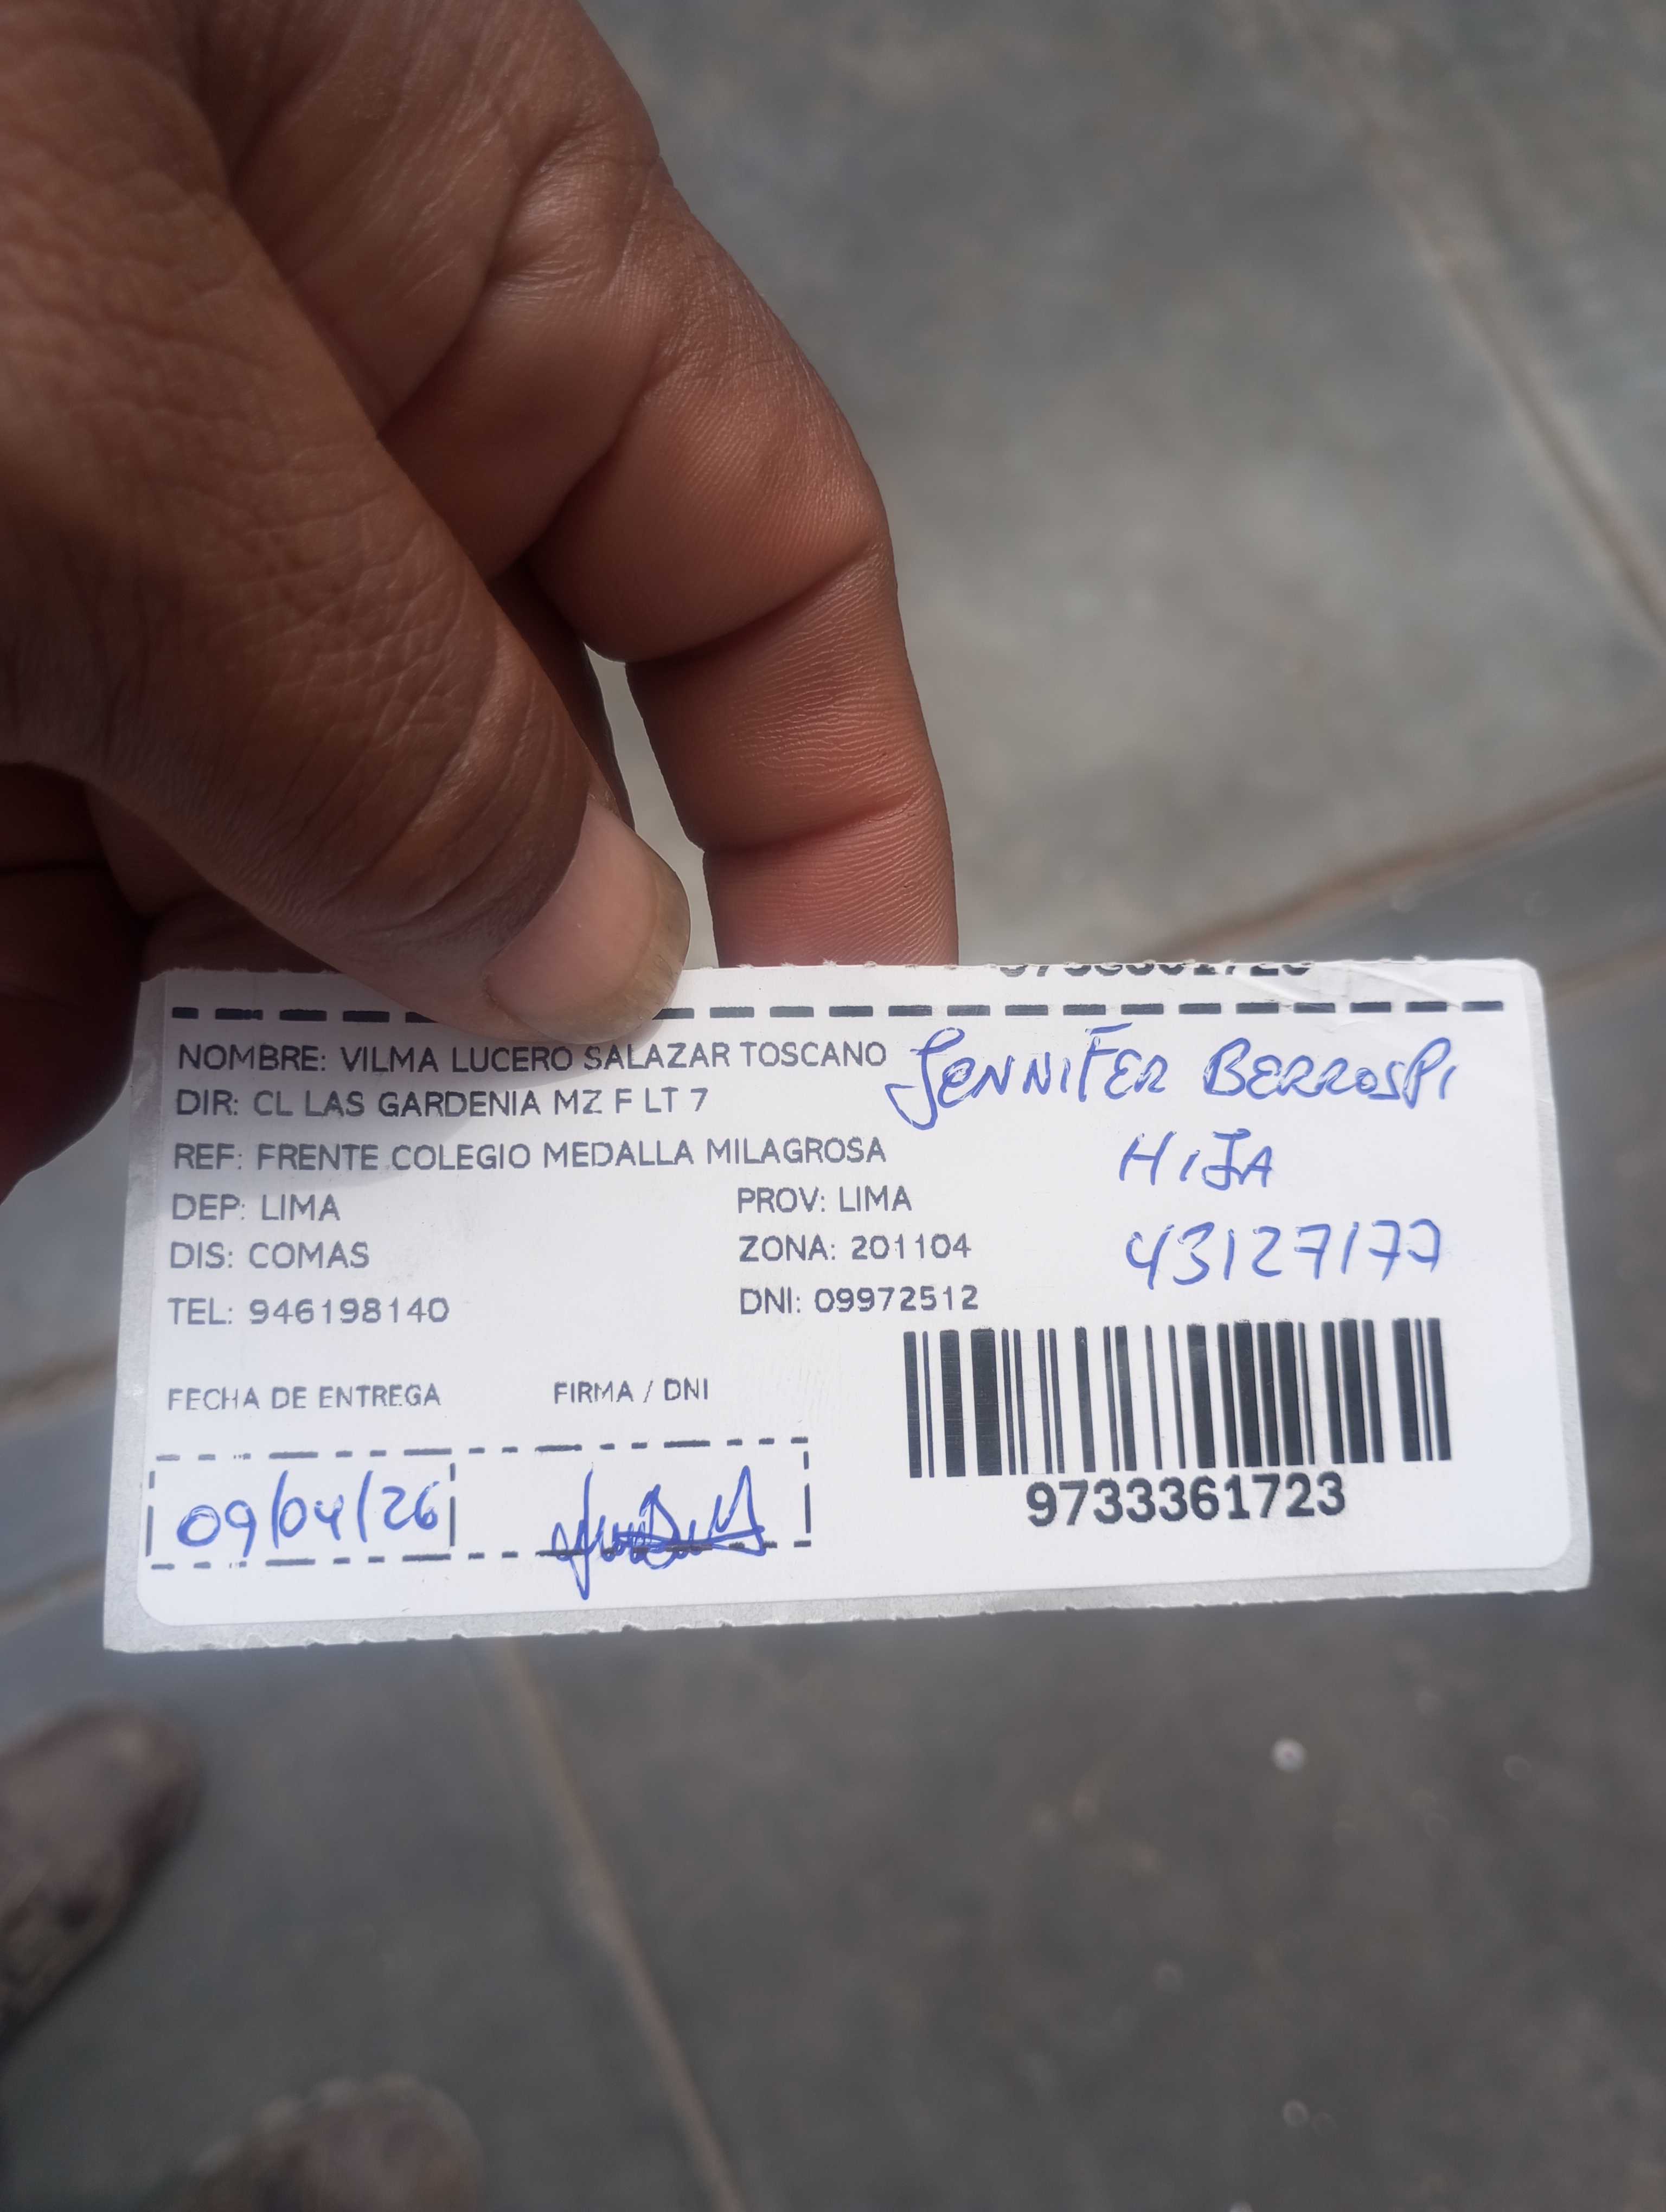 NOMBRE: VILMA LUCERO SALAZAR TOSCANO
JENNIFER BERROSPI
DIR: CL LAS GARDENIA MZ F LT 7
REF: FRENTE COLEGIO MEDALLA MILAGROSA
HIJA
DEP: LIMA PROV: LIMA
DIS: COMAS ZONA: 201104
43127177
TEL: 946198140 DNI: 09972512
FECHA DE ENTREGA FIRMA / DNI
09/04/26
9733361723